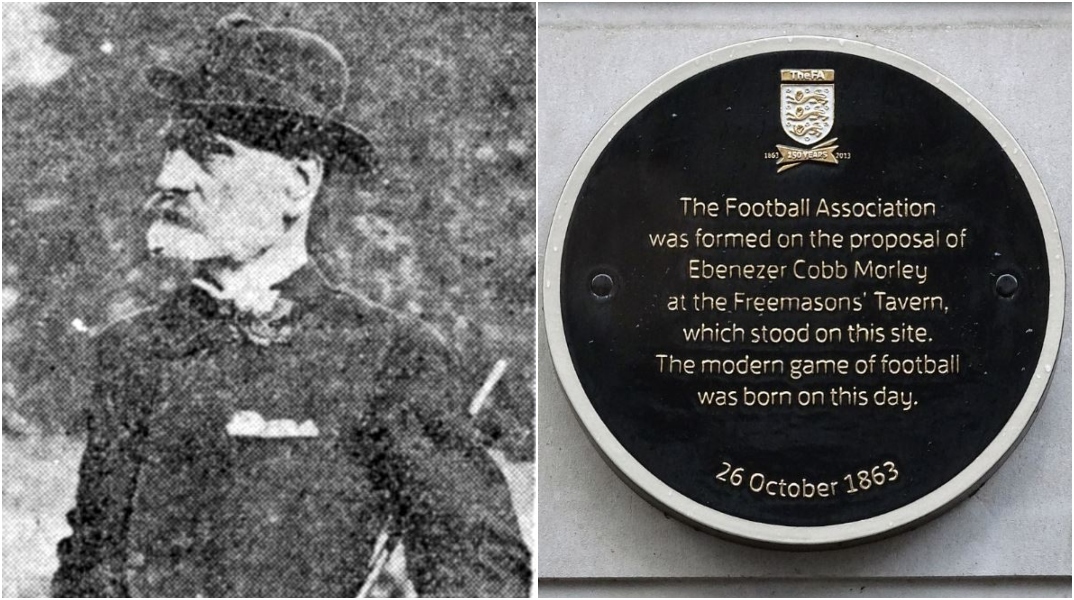 The FA
1863 150 YEARS 2013
The Football Association
was formed on the proposal of
Ebenezer Cobb Morley
at the Freemasons' Tavern,
which stood on this site.
The modern game of football
was born on this day.
26 October 1863